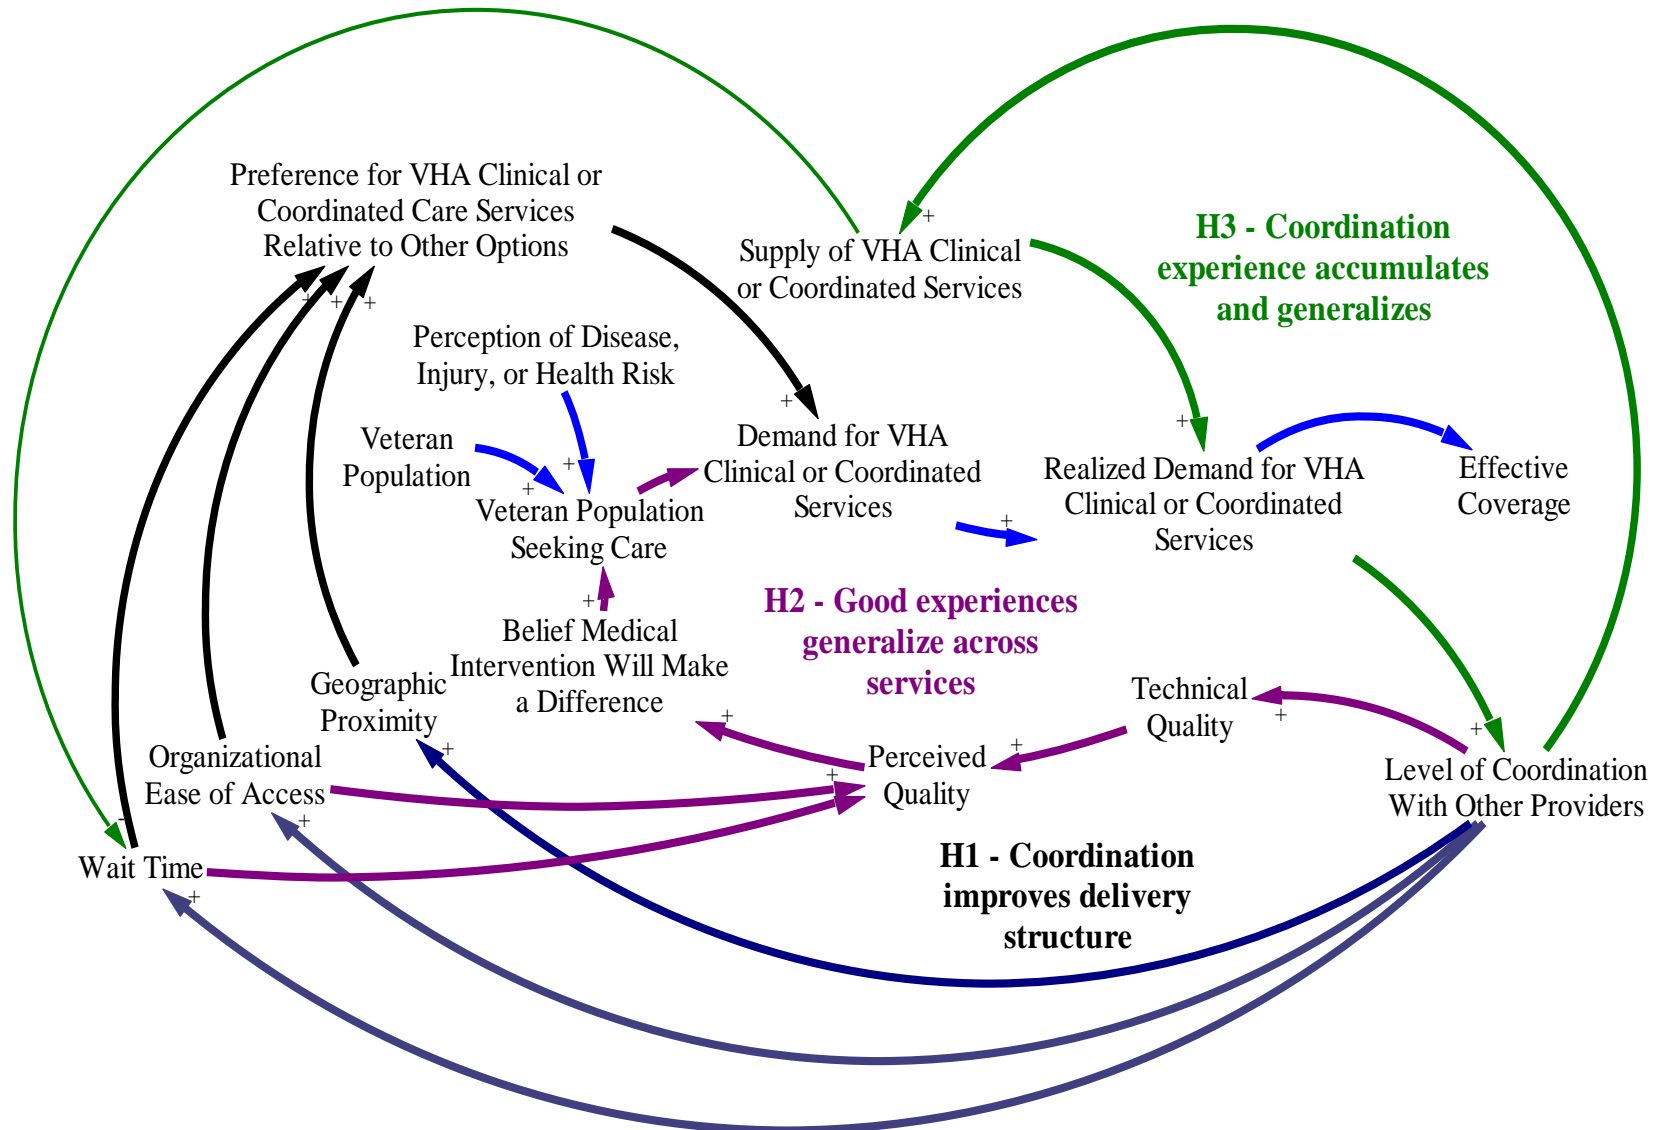 Preference for VHA Clinical or
Coordinated Care Services
Relative to Other Options
+
+
+
Supply of VHA Clinical
or Coordinated Services
+
H3 - Coordination
experience accumulates
and generalizes
Perception of Disease,
Injury, or Health Risk
+
Veteran
Population
+
Veteran Population
Seeking Care
+
Demand for VHA
Clinical or Coordinated
Services
+
+
Realized Demand for VHA
Clinical or Coordinated
Services
Effective
Coverage
+
H2 - Good experiences
generalize across
services
Belief Medical
Intervention Will Make
a Difference
+
Geographic
Proximity
+
Technical
Quality
+
+
Perceived
Quality
+
Organizational
Ease of Access
+
Level of Coordination
With Other Providers
-
Wait Time
+
H1 - Coordination
improves delivery
structure